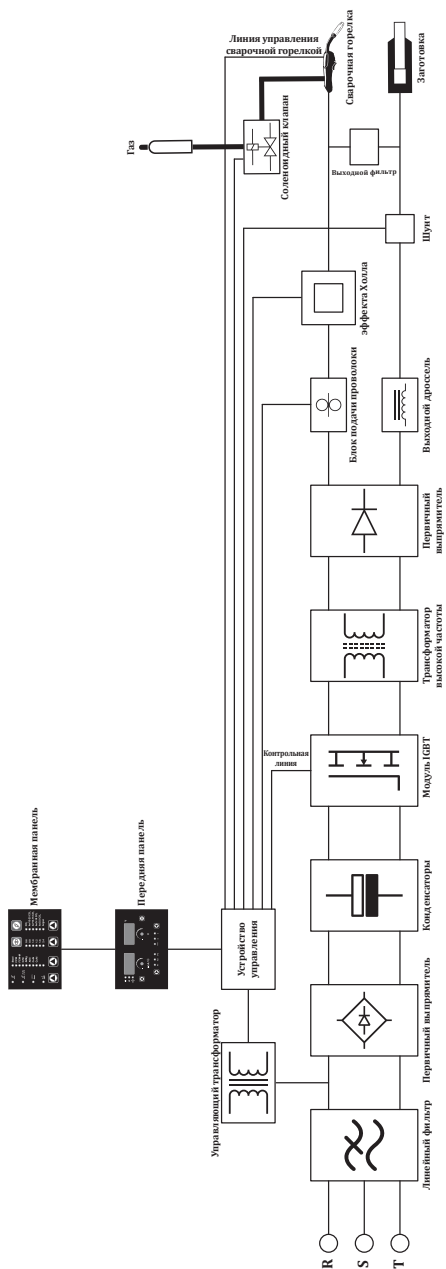 Линия управления
сварочной горелкой
Газ
Соленоидный клапан
Сварочная горелка
Заготовка
Выходной фильтр
Шунт
эффекта Холла
Блок подачи проволоки
Выходной дроссель
Первичный
выпрямитель
Трансформатор
высокой частоты
Контрольная
линия
Модуль IGBT
Мембранная панель
Передняя панель
Устройство
управления
Конденсаторы
Управляющий трансформатор
Первичный выпрямитель
Линейный фильтр
R
S
T